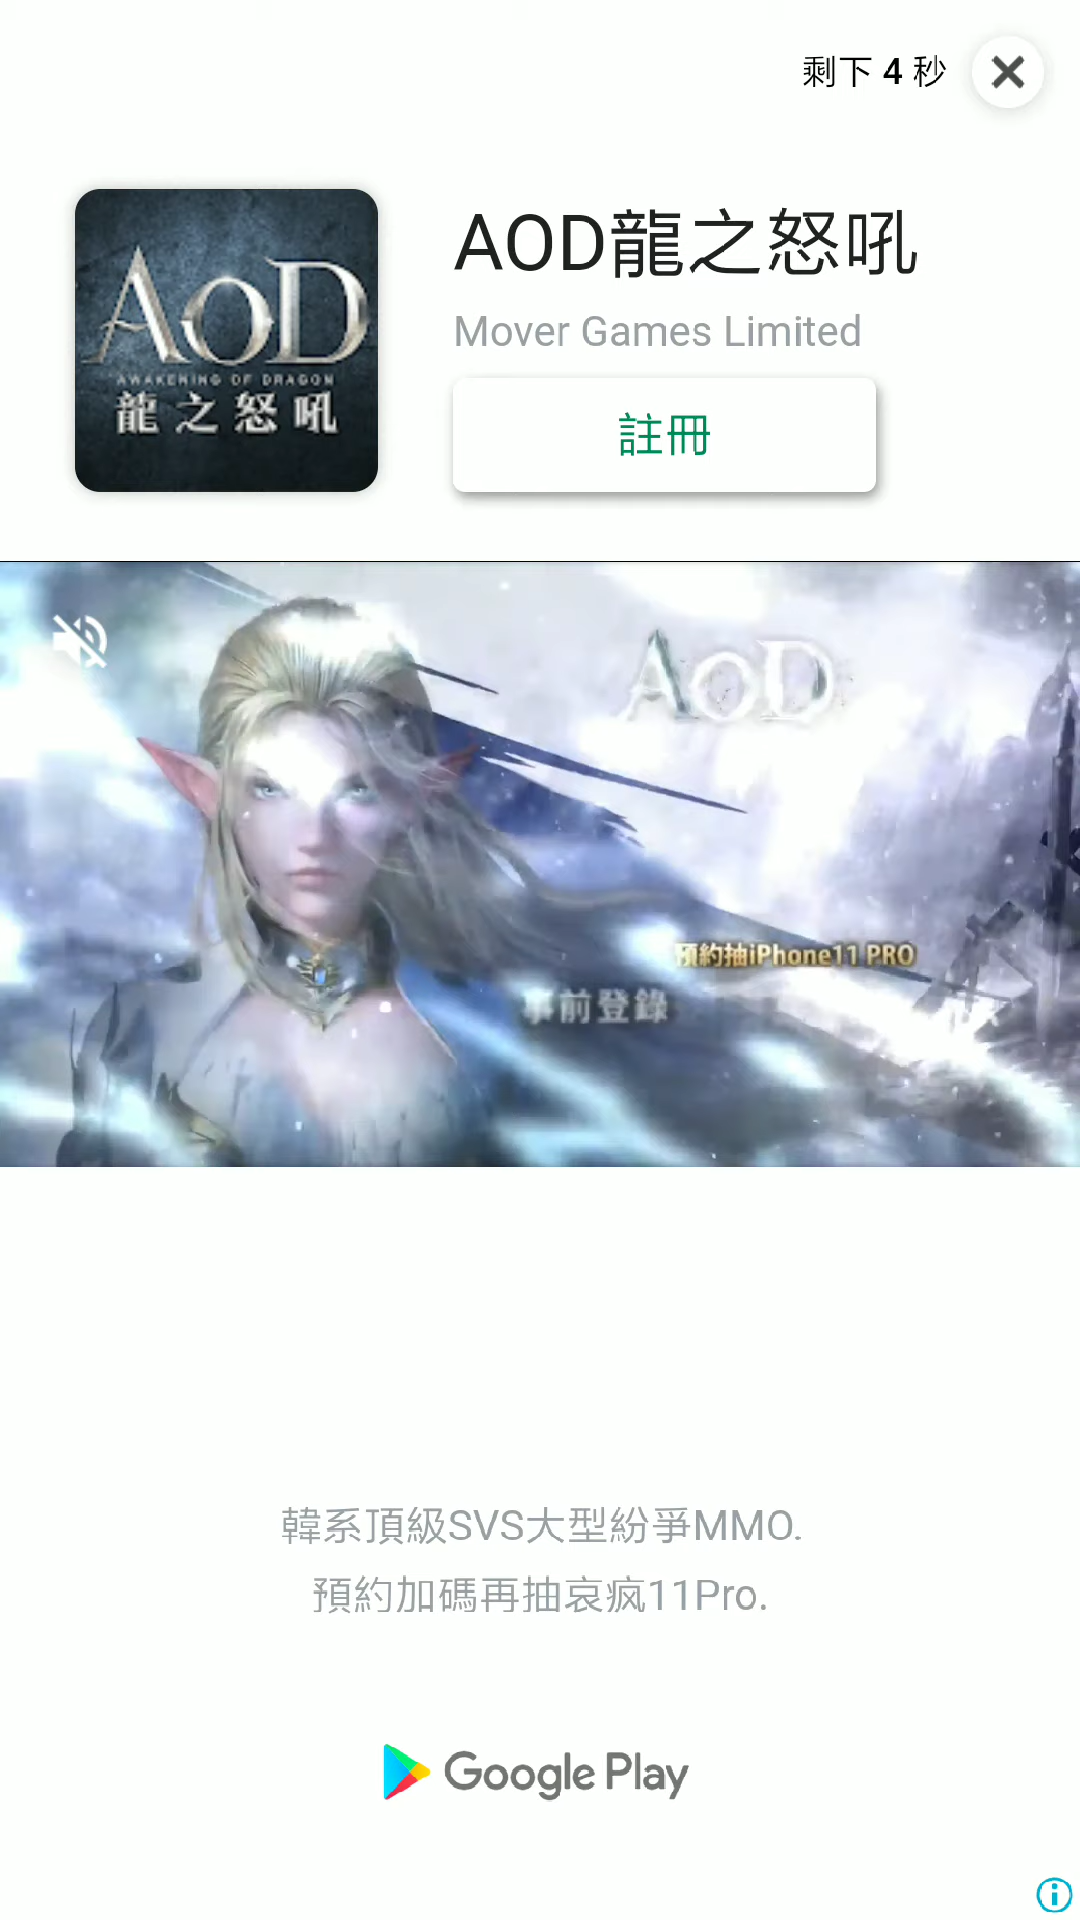 剩下 4 秒
AOD龍之怒吼
AOD
AWAKENING OF DRAGON
龍之怒吼
Mover Games Limited
註冊
AOD
預約抽iPhone11 PRO
事前登錄
韓系頂級SVS大型紛爭MMO.
預約加碼再抽哀疯11Pro.
Google Play